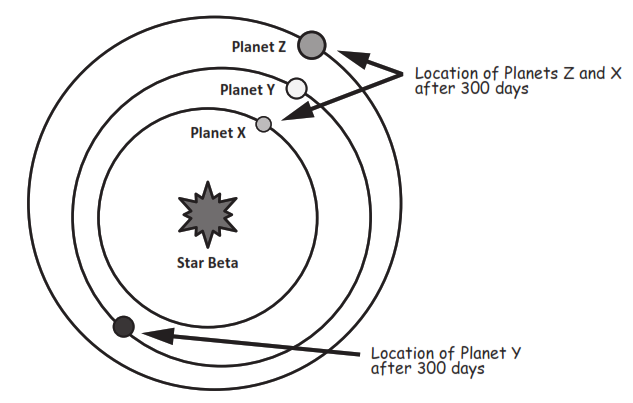 Planet Z
Location of Planets Z and X
after 300 days
Planet Y
Planet X
Star Beta
Location of Planet Y
after 300 days